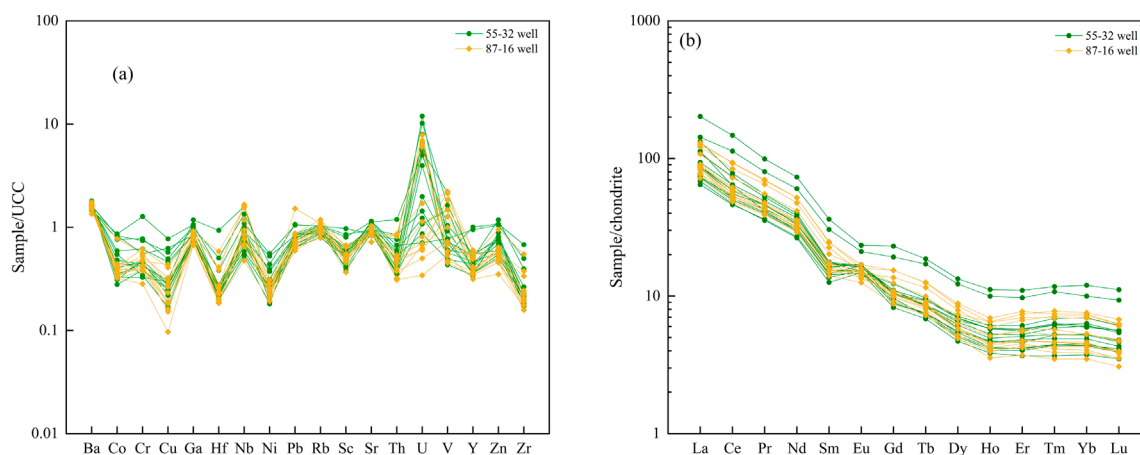 100
10
1
0.1
0.01
Sample/UCC
(a)
55-32 well
87-16 well
Ba Co Cr Cu Ga Hf Nb Ni Pb Rb Sc Sr Th U V Y Zn Zr
1000
100
10
1
Sample/chondrite
(b)
55-32 well
87-16 well
La Ce Pr Nd Sm Eu Gd Tb Dy Ho Er Tm Yb Lu